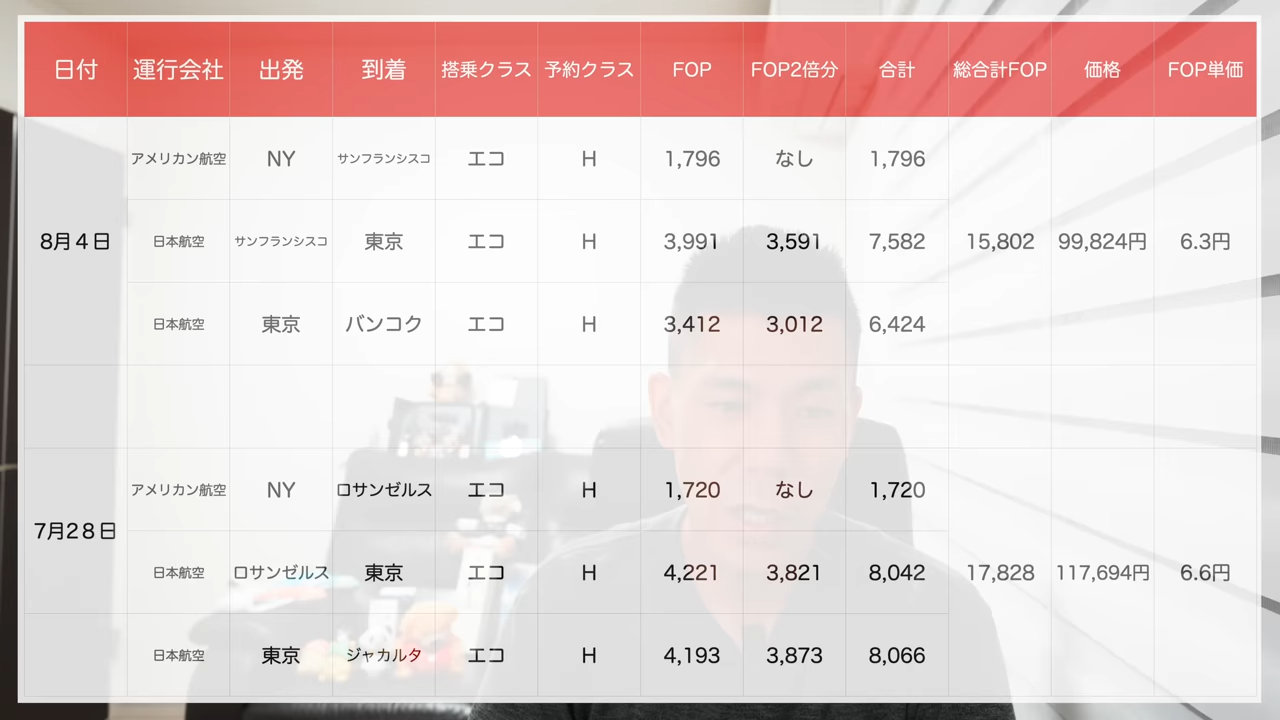 日付 運行会社 出発 到着 搭乗クラス 予約クラス FOP FOP2倍分 合計 総合計FOP 価格 FOP単価
アメリカン航空 NY サンフランシスコ エコ H 1,796 なし 1,796
8月４日 日本航空 サンフランシスコ 東京 エコ H 3,991 3,591 7,582 15,802 99,824円 6.3円
日本航空 東京 バンコク エコ H 3,412 3,012 6,424
アメリカン航空 NY ロサンゼルス エコ H 1,720 なし 1,720
7月２８日
日本航空 ロサンゼルス 東京 エコ H 4,221 3,821 8,042 17,828 117,694円 6.6円
日本航空 東京 ジャカルタ エコ H 4,193 3,873 8,066